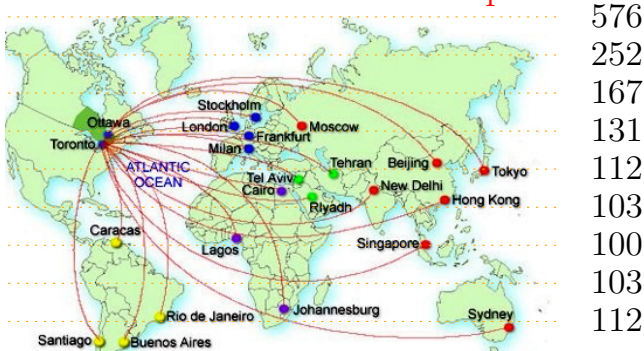 576
252
Stockholm
167
Ottawa
London
Moscow
131
Toronto
Frankfurt
Milan
ATLANTIC
OCEAN
Tehran
Beijing
Tokyo
112
Tel Aviv
New Delhi
Cairo
Riyadh
Hong Kong
103
Caracas
Lagos
Singapore
100
103
Rio de Janeiro
Johannesburg
Sydney
112
Santiago
Buenos Aires